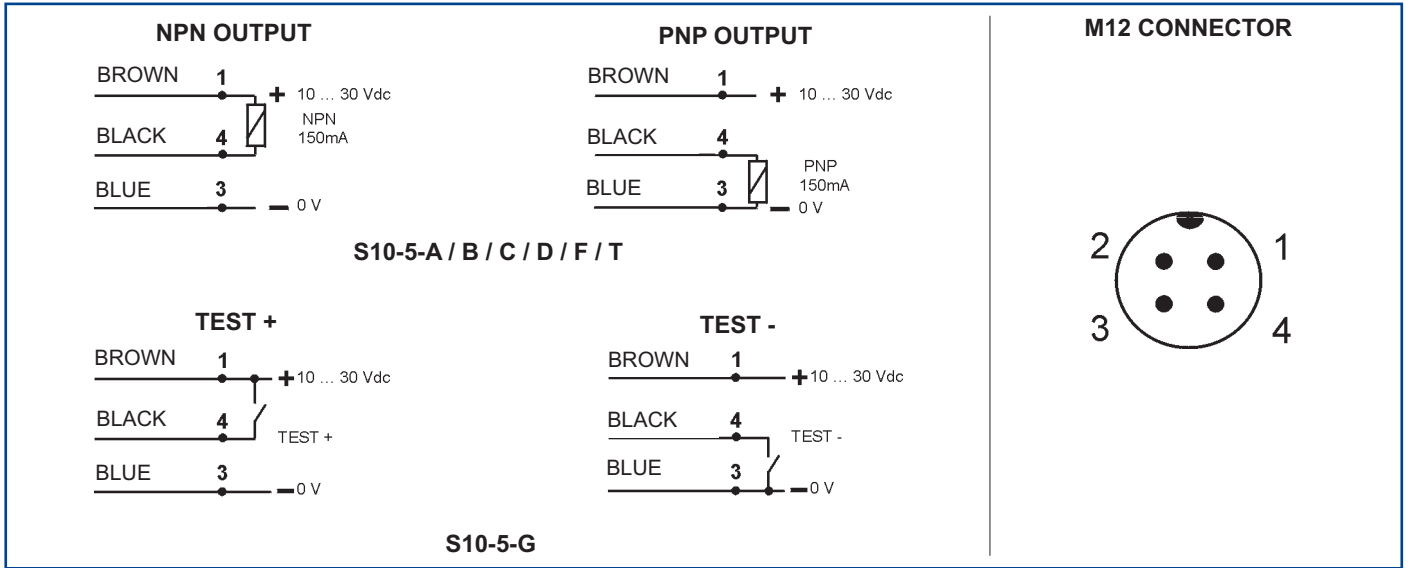 NPN OUTPUT
BROWN 1
+ 10 ... 30 Vdc
NPN
150mA
BLACK 4
BLUE 3
- 0 V
PNP OUTPUT
BROWN 1
+ 10 ... 30 Vdc
BLACK 4
PNP
150mA
BLUE 3
- 0 V
S10-5-A / B / C / D / F / T
TEST +
BROWN 1
+ 10 ... 30 Vdc
BLACK 4
TEST +
BLUE 3
- 0 V
TEST -
BROWN 1
+ 10 ... 30 Vdc
BLACK 4
TEST -
BLUE 3
- 0 V
S10-5-G
M12 CONNECTOR
2 1
3 4